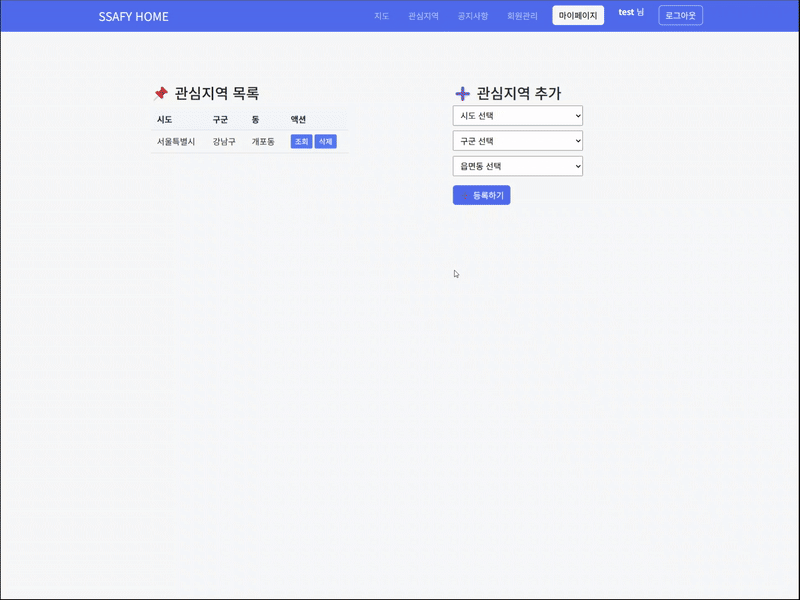 SSAFY HOME 지도 관심지역 공지사항 회원관리 마이페이지 test 님 로그아웃
관심지역 목록
시도 구군 동 액션
서울특별시 강남구 개포동 조회 삭제
관심지역 추가
시도 선택
구군 선택
읍면동 선택
등록하기